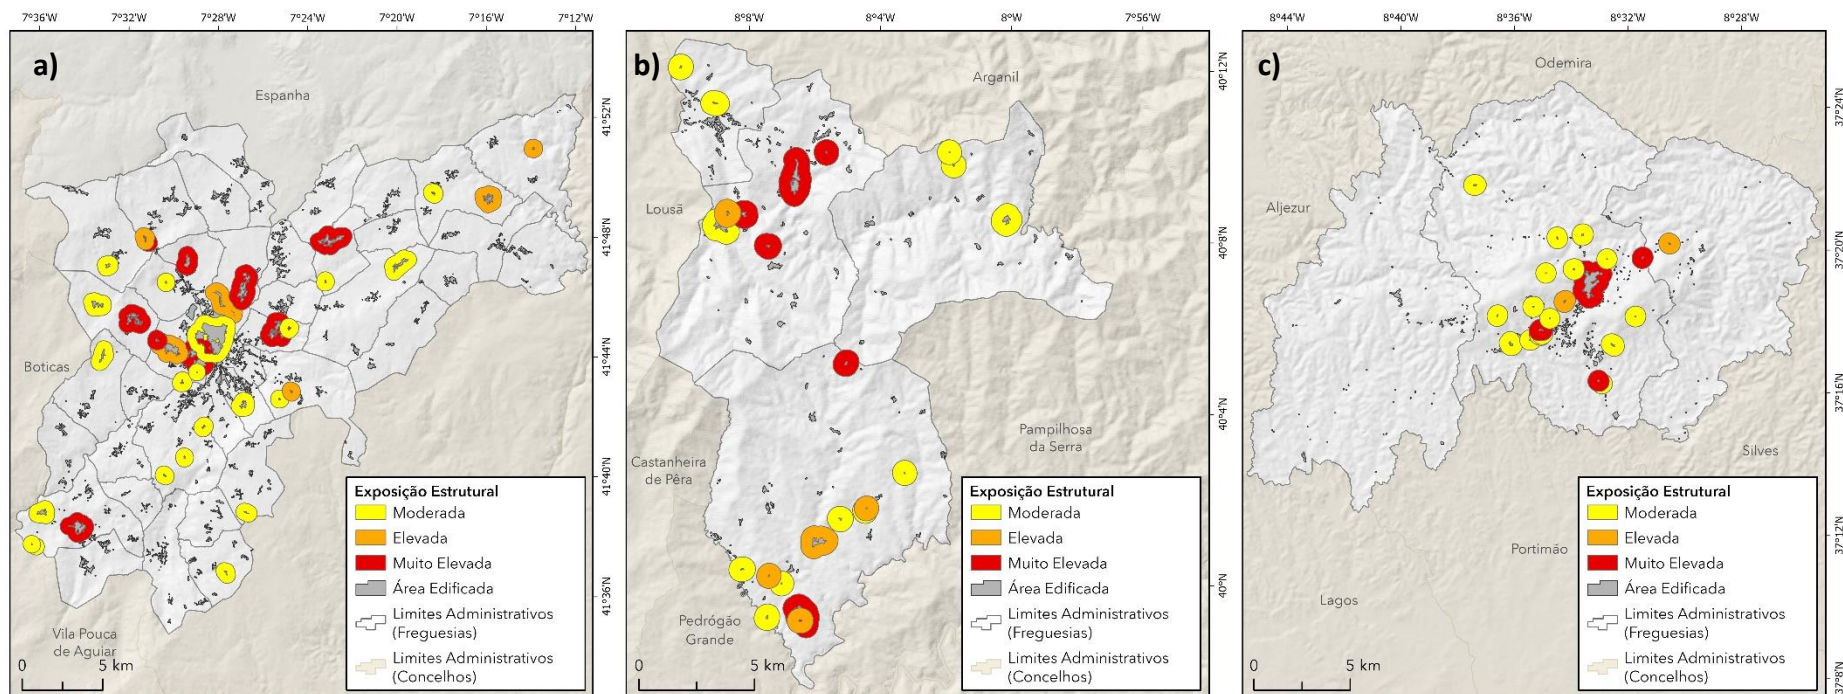 7°36'W 7°32'W 7°28'W 7°24'W 7°20'W 7°16'W 7°12'W
a)
Espanha
Boticas
Vila Pouca
de Aguiar
41°52'N
41°48'N
41°44'N
41°40'N
41°36'N
0 5 km
Exposição Estrutural
Moderada
Elevada
Muito Elevada
Área Edificada
Limites Administrativos
(Freguesias)
Limites Administrativos
(Concelhos)
8°8'W 8°4'W 8°W 7°56'W
b)
Arganil
Lousã
Pampilhosa
da Serra
Castanheira
de Pêra
Pedrógão
Grande
40°12'N
40°8'N
40°4'N
40°N
0 5 km
Exposição Estrutural
Moderada
Elevada
Muito Elevada
Área Edificada
Limites Administrativos
(Freguesias)
Limites Administrativos
(Concelhos)
8°44'W 8°40'W 8°36'W 8°32'W 8°28'W
c)
Odemira
Aljezur
Silves
Portimão
Lagos
37°24'N
37°20'N
37°16'N
37°12'N
37°8'N
0 5 km
Exposição Estrutural
Moderada
Elevada
Muito Elevada
Área Edificada
Limites Administrativos
(Freguesias)
Limites Administrativos
(Concelhos)